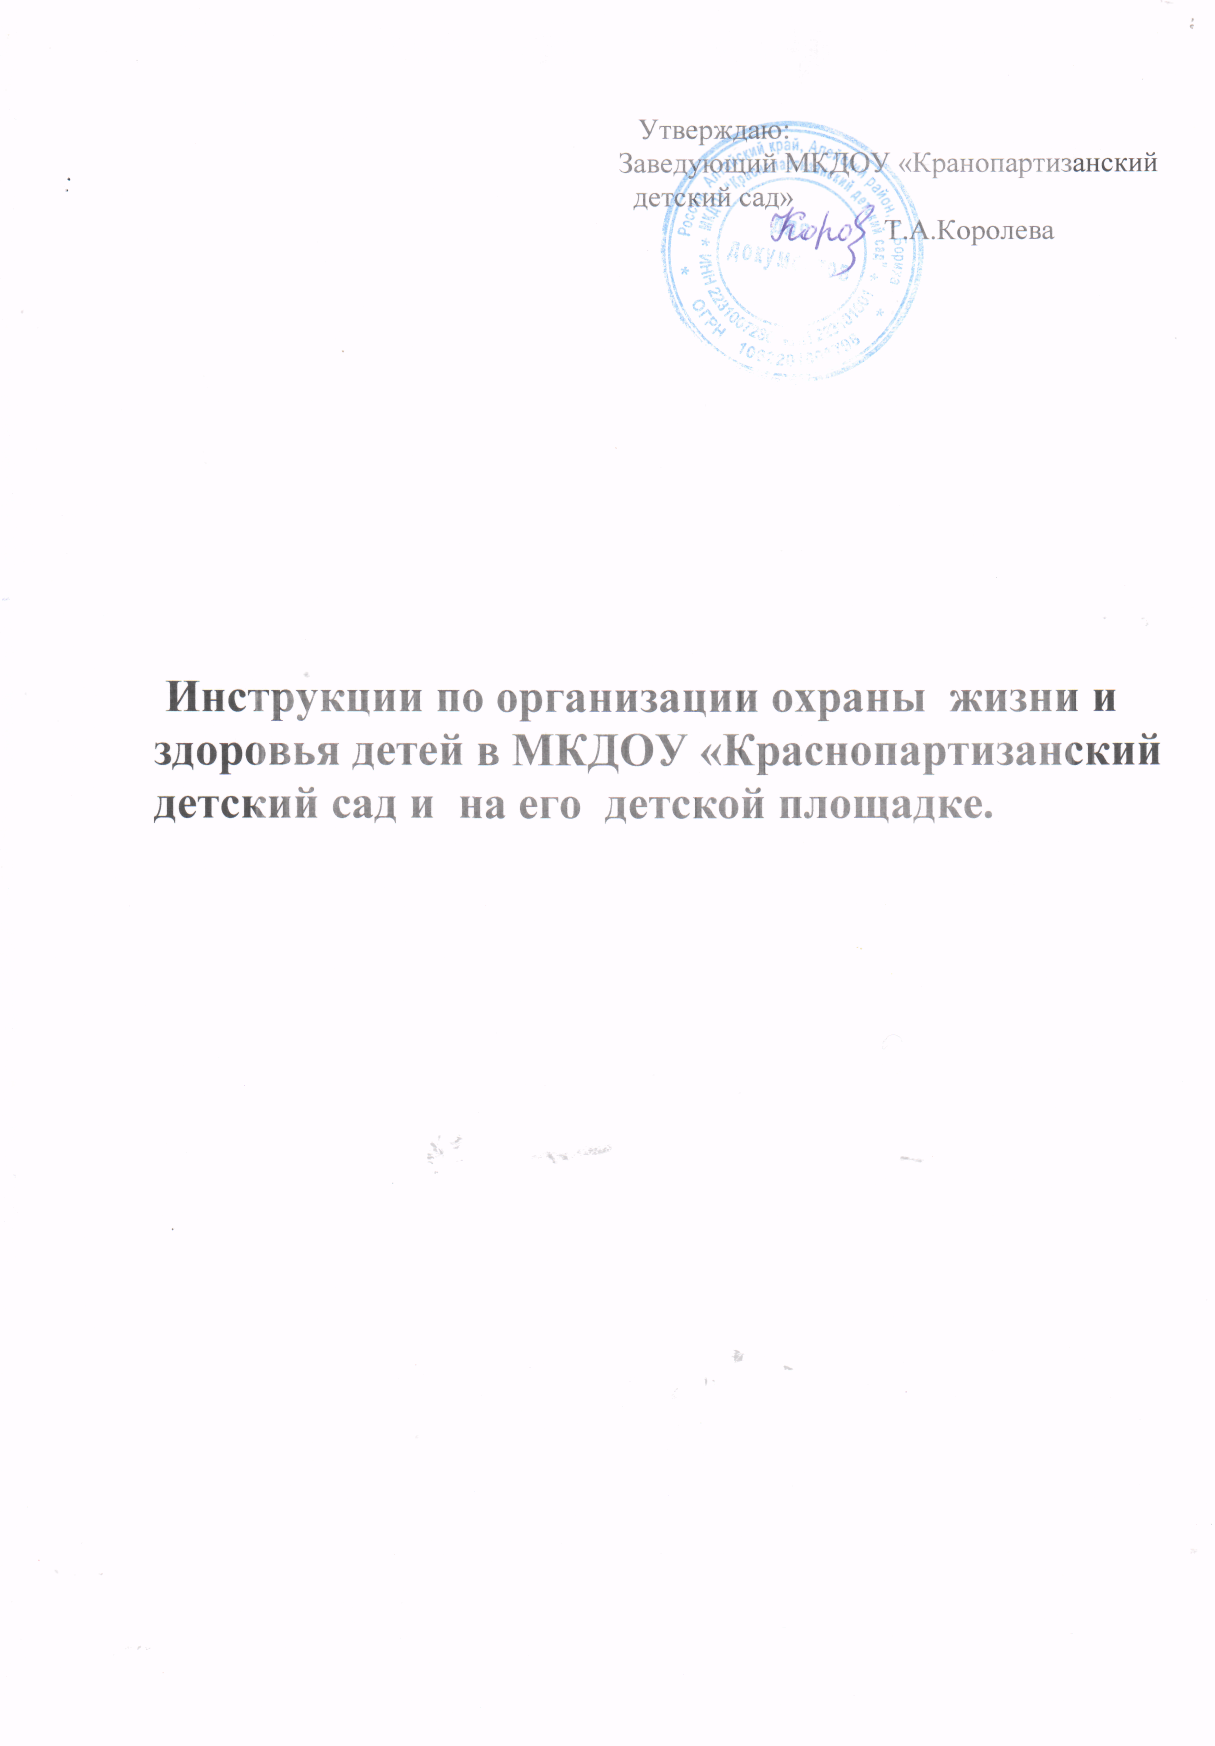 Утверждаю:
Заведующий МКДОУ «Кранопартизанский
детский сад»
Т.А.Королева
Инструкции по организации охраны жизни и
здоровья детей в МКДОУ «Краснопартизанский
детский сад и на его детской площадке.